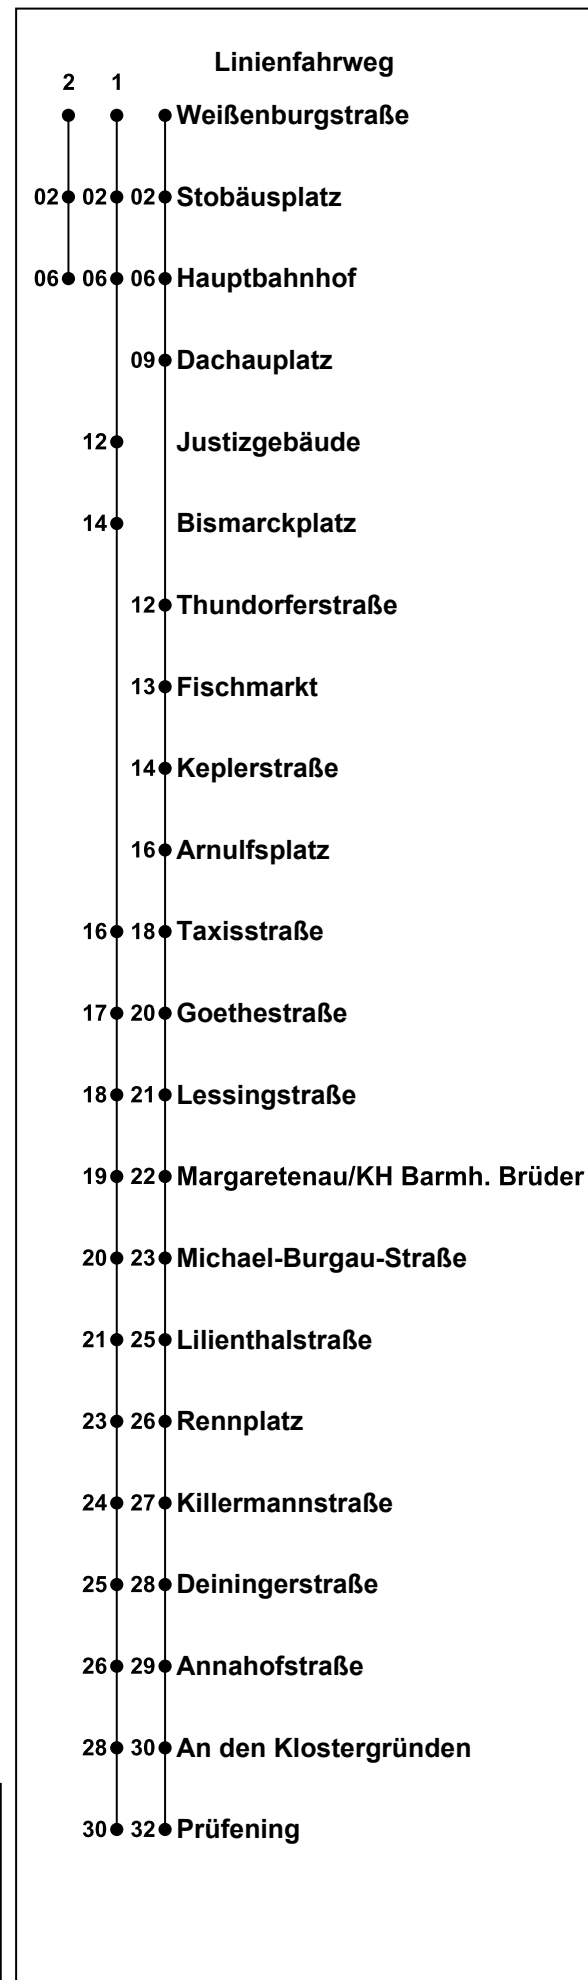 Linienfahrweg
2 1
Weißenburgstraße
02 02 02 Stobäusplatz
06 06 06 Hauptbahnhof
09 Dachauplatz
12 Justizgebäude
14 Bismarckplatz
12 Thundorferstraße
13 Fischmarkt
14 Keplerstraße
16 Arnulfsplatz
16 18 Taxisstraße
17 20 Goethestraße
18 21 Lessingstraße
19 22 Margaretenau/KH Barmh. Brüder
20 23 Michael-Burgau-Straße
21 25 Lilienthalstraße
23 26 Rennplatz
24 27 Killermannstraße
25 28 Deiningerstraße
26 29 Annahofstraße
28 30 An den Klostergründen
30 32 Prüfening